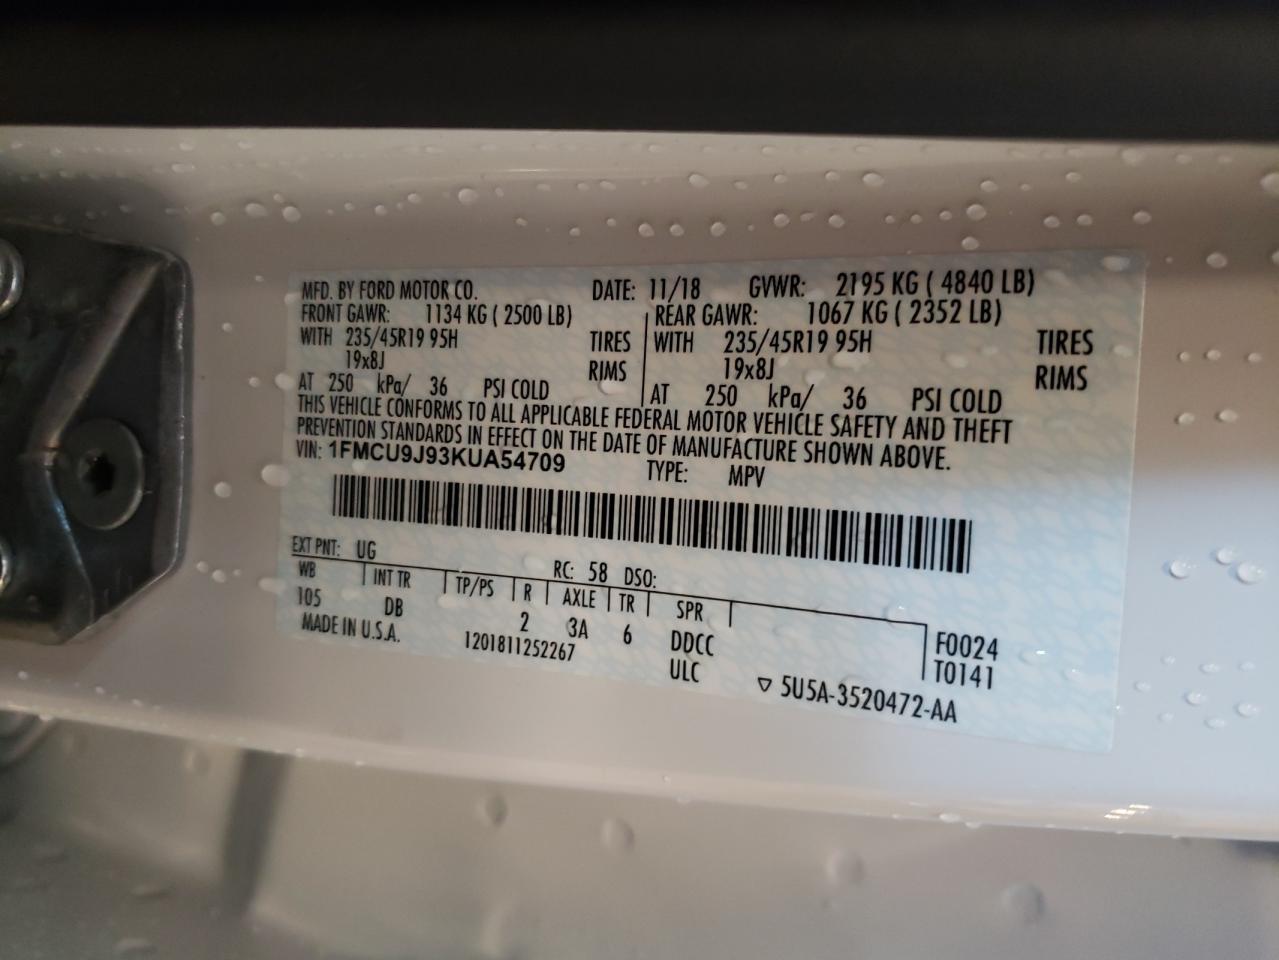 MFD. BY FORD MOTOR CO. DATE: 11/18 GVWR: 2195 KG ( 4840 LB)
FRONT GAWR: 1134 KG ( 2500 LB) REAR GAWR: 1067 KG ( 2352 LB)
WITH 235/45R19 95H TIRES WITH 235/45R19 95H TIRES
19x8J RIMS 19x8J RIMS
AT 250 kPa/ 36 PSI COLD AT 250 kPa/ 36 PSI COLD
THIS VEHICLE CONFORMS TO ALL APPLICABLE FEDERAL MOTOR VEHICLE SAFETY AND THEFT
PREVENTION STANDARDS IN EFFECT ON THE DATE OF MANUFACTURE SHOWN ABOVE.
VIN: 1FMCU9J93KUA54709 TYPE: MPV
EXT PNT: UG RC: 58 DSO:
WB INT TR TP/PS R AXLE TR SPR
105 DB 2 3A 6 DDCC F0024
MADE IN U.S.A. 1201811252267 ULC T0141
5U5A-3520472-AA